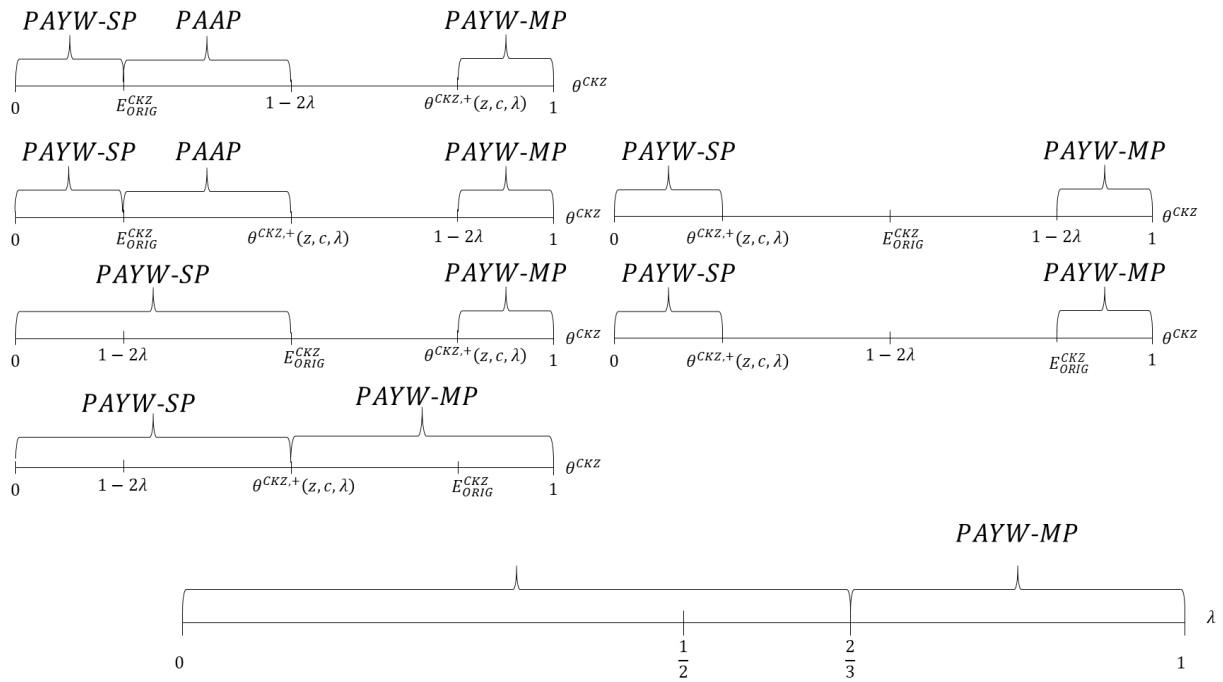 PAYW-SP PAAP PAYW-MP
θ^{CKZ}
0 E_{ORIG}^{CKZ} 1 − 2λ θ^{CKZ,+}(z, c, λ) 1
PAYW-SP PAAP PAYW-MP
θ^{CKZ}
0 E_{ORIG}^{CKZ} θ^{CKZ,+}(z, c, λ) 1 − 2λ 1
PAYW-SP PAYW-MP
θ^{CKZ}
0 θ^{CKZ,+}(z, c, λ) E_{ORIG}^{CKZ} 1 − 2λ 1
PAYW-SP PAYW-MP
θ^{CKZ}
0 1 − 2λ E_{ORIG}^{CKZ} θ^{CKZ,+}(z, c, λ) 1
PAYW-SP PAYW-MP
θ^{CKZ}
0 θ^{CKZ,+}(z, c, λ) 1 − 2λ E_{ORIG}^{CKZ} 1
PAYW-SP PAYW-MP
θ^{CKZ}
0 1 − 2λ θ^{CKZ,+}(z, c, λ) E_{ORIG}^{CKZ} 1
PAYW-MP
λ
0 1/2 2/3 1